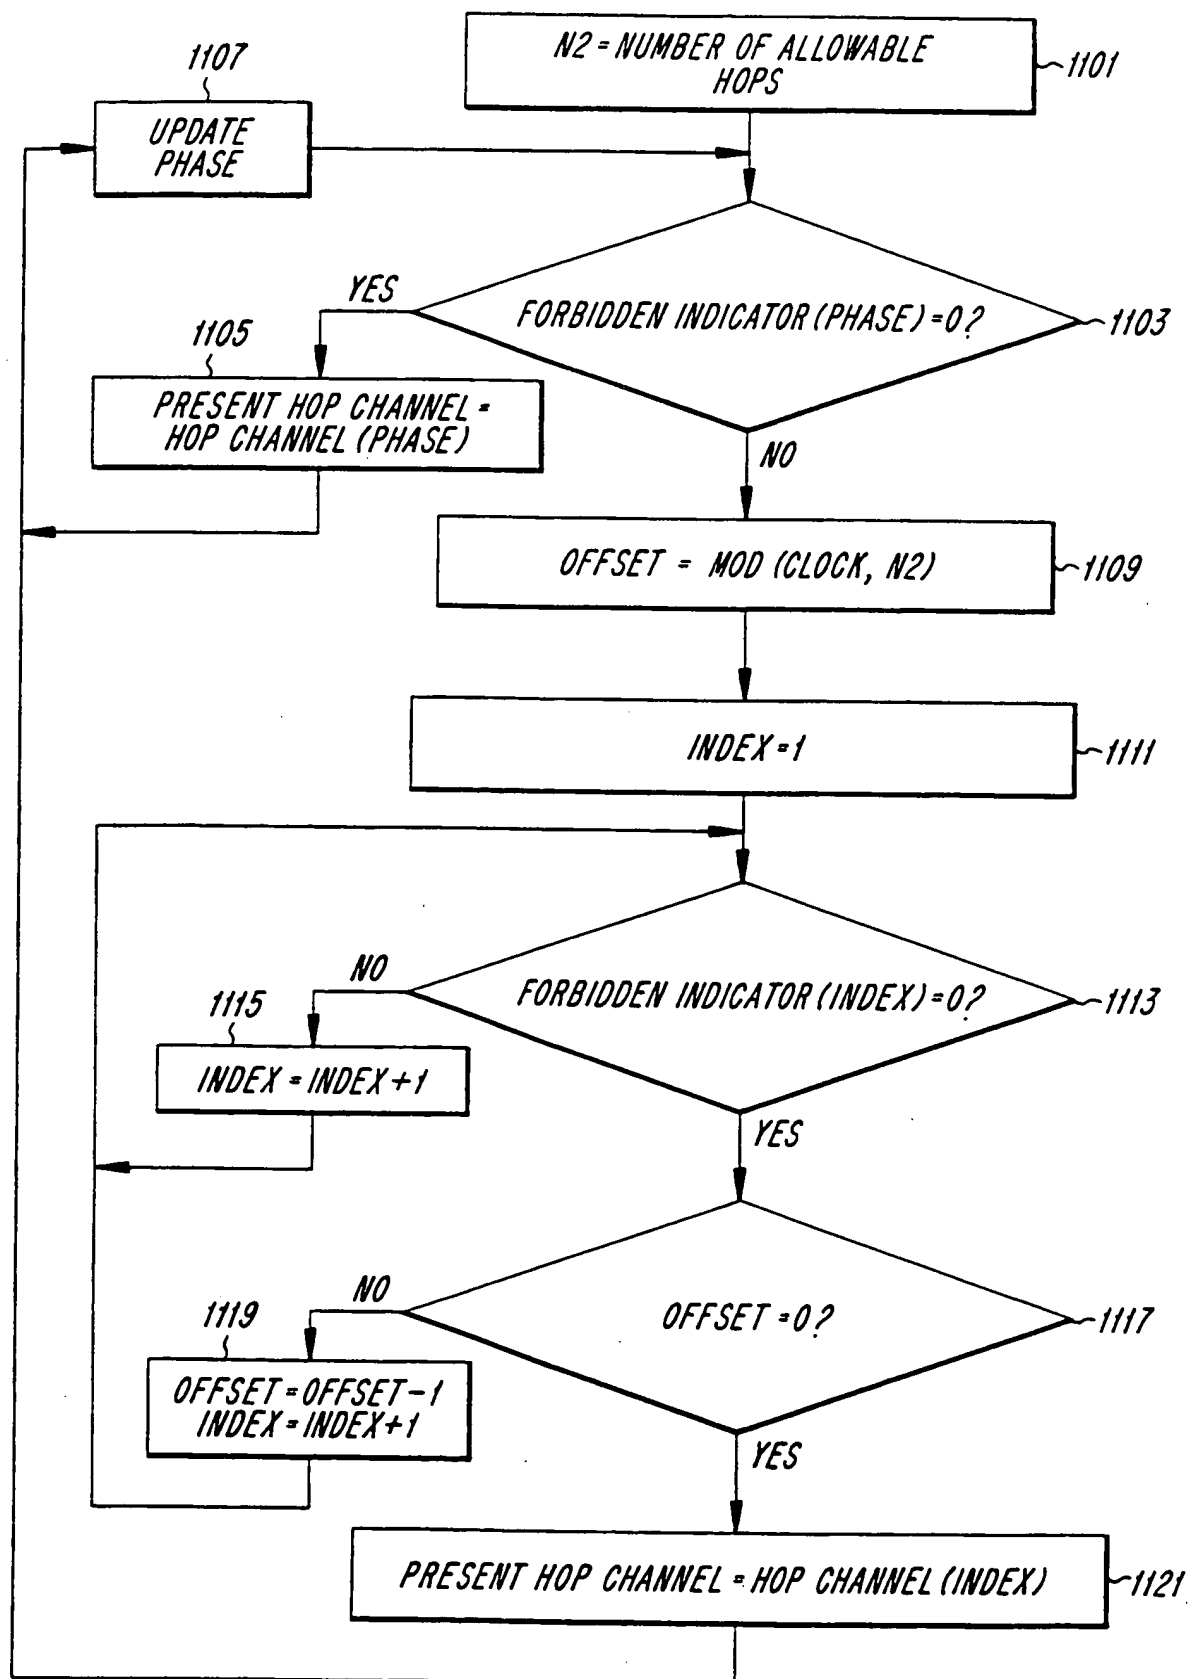 N2=NUMBER OF ALLOWABLE
HOPS
1101
1107
UPDATE
PHASE
FORBIDDEN INDICATOR(PHASE)=0?
1103
YES
NO
1105
PRESENT HOP CHANNEL=
HOP CHANNEL(PHASE)
OFFSET = MOD (CLOCK, N2)
1109
INDEX=1
1111
FORBIDDEN INDICATOR(INDEX)=0?
1113
NO
YES
1115
INDEX=INDEX+1
OFFSET=0?
1117
NO
YES
1119
OFFSET=OFFSET-1
INDEX=INDEX+1
PRESENT HOP CHANNEL=HOP CHANNEL(INDEX)
1121